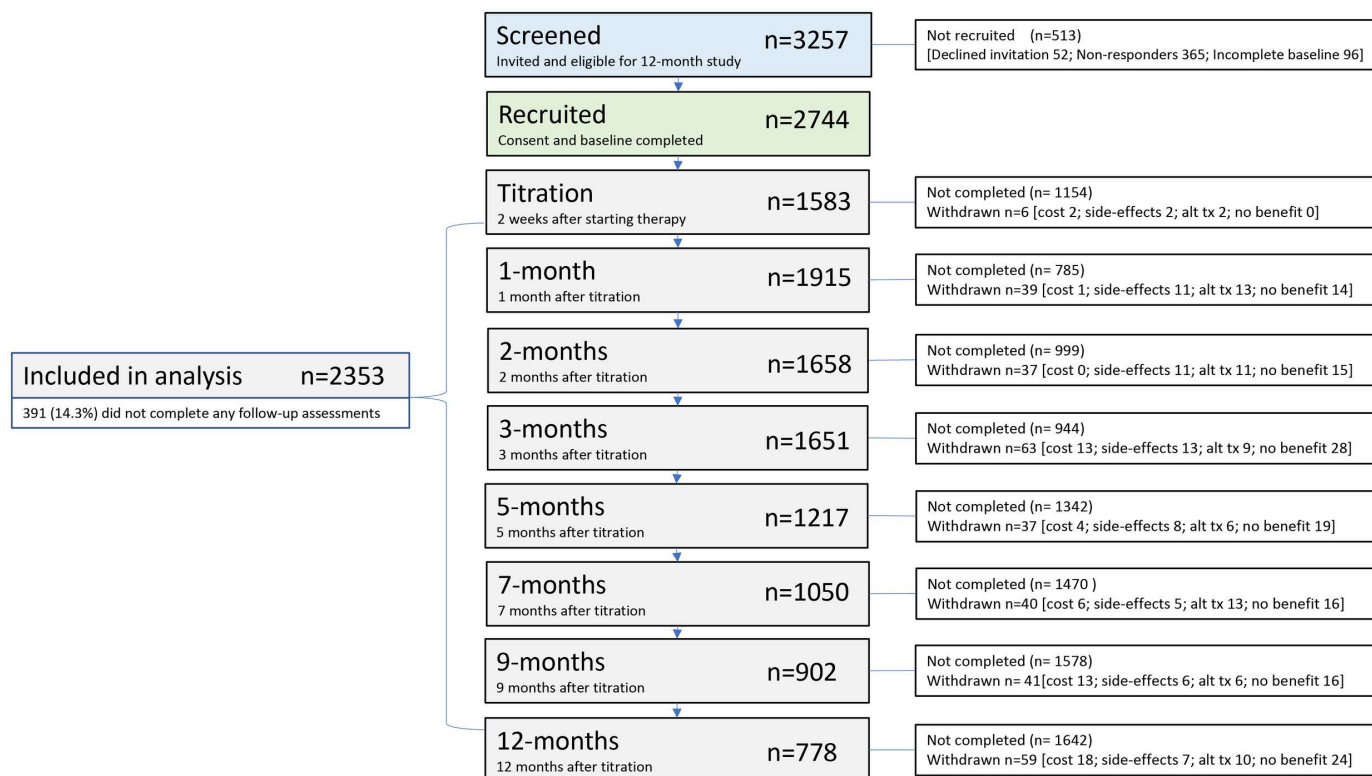 Screened n=3257
Invited and eligible for 12-month study
Not recruited (n=513)
[Declined invitation 52; Non-responders 365; Incomplete baseline 96]
Recruited n=2744
Consent and baseline completed
Titration n=1583
2 weeks after starting therapy
Not completed (n= 1154)
Withdrawn n=6 [cost 2; side-effects 2; alt tx 2; no benefit 0]
1-month n=1915
1 month after titration
Not completed (n= 785)
Withdrawn n=39 [cost 1; side-effects 11; alt tx 13; no benefit 14]
2-months n=1658
2 months after titration
Not completed (n= 999)
Withdrawn n=37 [cost 0; side-effects 11; alt tx 11; no benefit 15]
Included in analysis n=2353
391 (14.3%) did not complete any follow-up assessments
3-months n=1651
3 months after titration
Not completed (n= 944)
Withdrawn n=63 [cost 13; side-effects 13; alt tx 9; no benefit 28]
5-months n=1217
5 months after titration
Not completed (n= 1342)
Withdrawn n=37 [cost 4; side-effects 8; alt tx 6; no benefit 19]
7-months n=1050
7 months after titration
Not completed (n= 1470 )
Withdrawn n=40 [cost 6; side-effects 5; alt tx 13; no benefit 16]
9-months n=902
9 months after titration
Not completed (n= 1578)
Withdrawn n= 41[cost 13; side-effects 6; alt tx 6; no benefit 16]
12-months n=778
12 months after titration
Not completed (n= 1642)
Withdrawn n=59 [cost 18; side-effects 7; alt tx 10; no benefit 24]